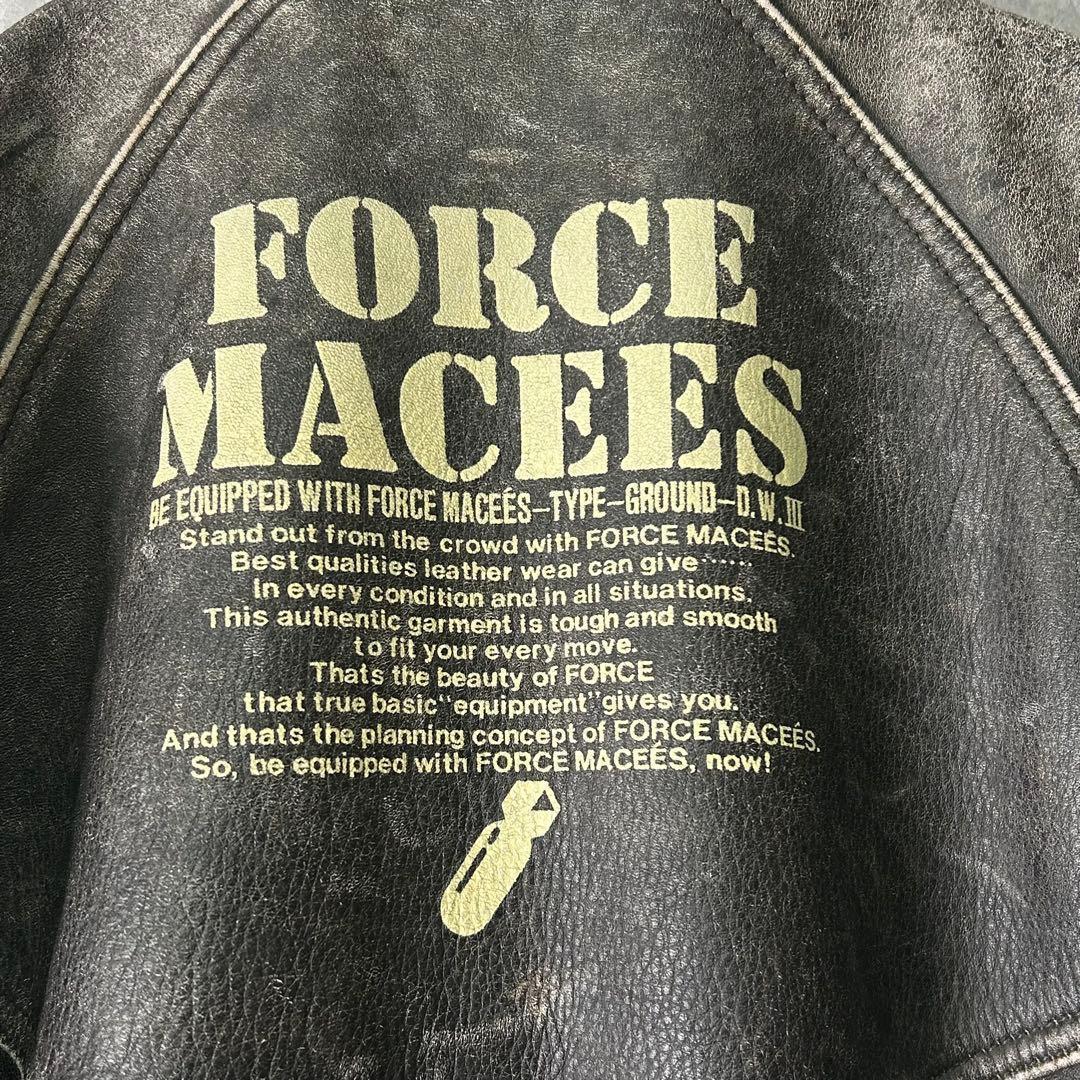 FORCE
MACEES
BE EQUIPPED WITH FORCE MACEÉS-TYPE-GROUND-D.W.III
Stand out from the crowd with FORCE MACEÉS.
Best qualities leather wear can give……
In every condition and in all situations.
This authentic garment is tough and smooth
to fit your every move.
Thats the beauty of FORCE
that true basic "equipment" gives you.
And thats the planning concept of FORCE MACEÉS.
So, be equipped with FORCE MACEÉS, now!